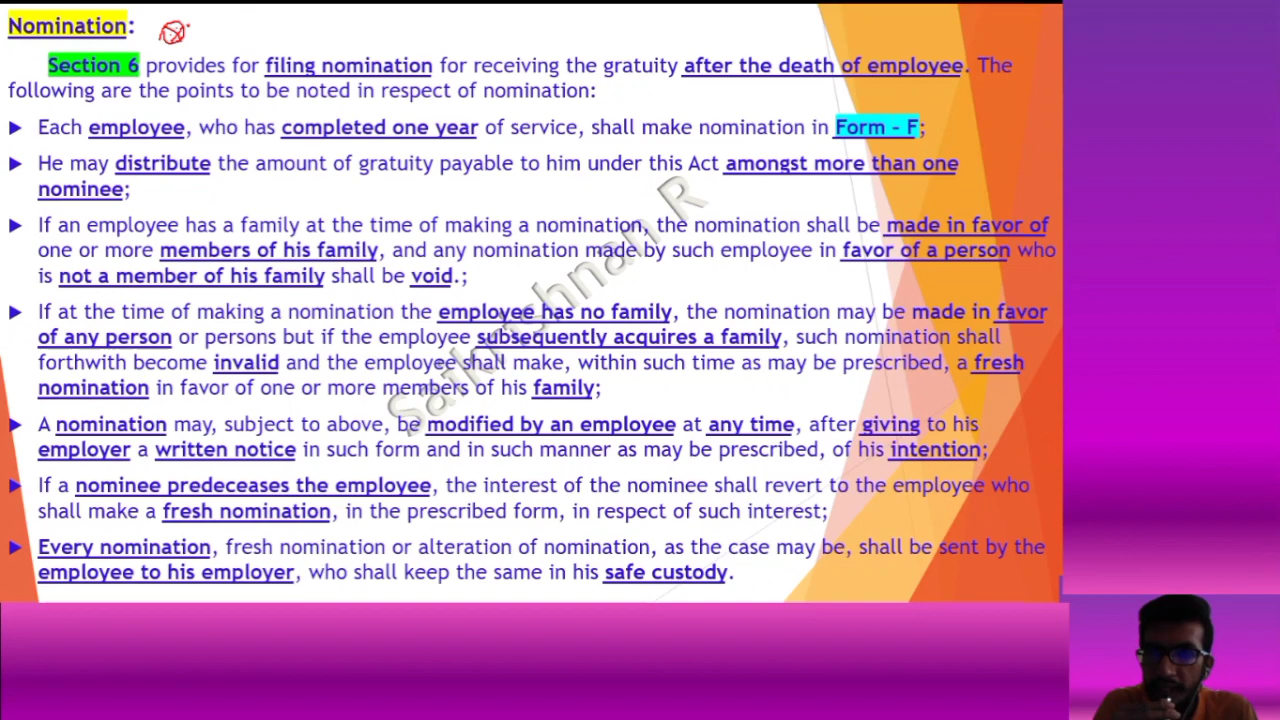 Nomination:
Section 6 provides for filing nomination for receiving the gratuity after the death of employee. The
following are the points to be noted in respect of nomination:
Each employee, who has completed one year of service, shall make nomination in Form – F;
He may distribute the amount of gratuity payable to him under this Act amongst more than one
nominee;
If an employee has a family at the time of making a nomination, the nomination shall be made in favor of
one or more members of his family, and any nomination made by such employee in favor of a person who
is not a member of his family shall be void.;
If at the time of making a nomination the employee has no family, the nomination may be made in favor
of any person or persons but if the employee subsequently acquires a family, such nomination shall
forthwith become invalid and the employee shall make, within such time as may be prescribed, a fresh
nomination in favor of one or more members of his family;
A nomination may, subject to above, be modified by an employee at any time, after giving to his
employer a written notice in such form and in such manner as may be prescribed, of his intention;
If a nominee predeceases the employee, the interest of the nominee shall revert to the employee who
shall make a fresh nomination, in the prescribed form, in respect of such interest;
Every nomination, fresh nomination or alteration of nomination, as the case may be, shall be sent by the
employee to his employer, who shall keep the same in his safe custody.